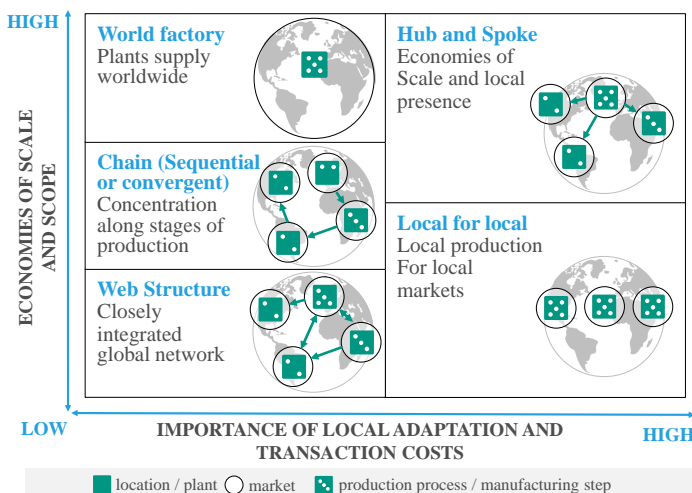 HIGH
World factory
Plants supply
worldwide
Hub and Spoke
Economies of
Scale and local
presence
ECONOMIES OF SCALE
AND SCOPE
Chain (Sequential
or convergent)
Concentration
along stages of
production
Local for local
Local production
For local
markets
Web Structure
Closely
integrated
global network
LOW
IMPORTANCE OF LOCAL ADAPTATION AND
TRANSACTION COSTS
HIGH
location / plant
market
production process / manufacturing step